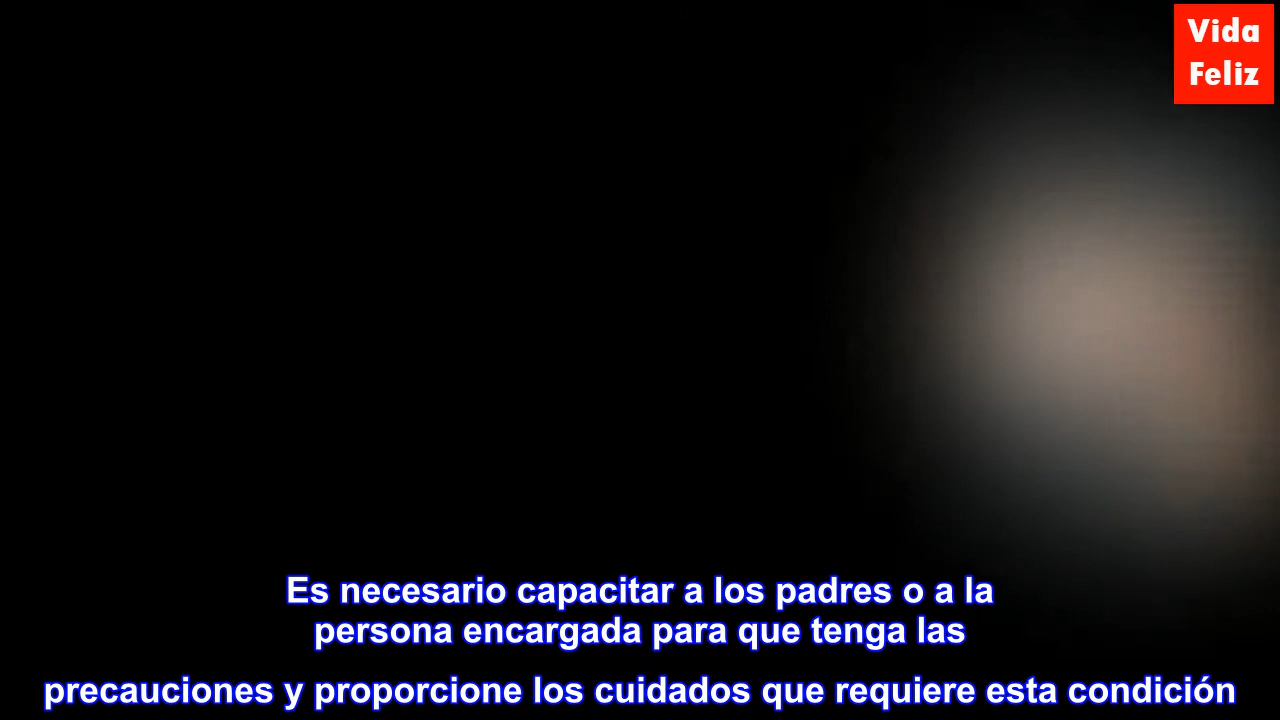 Vida
Feliz
Es necesario capacitar a los padres o a la
persona encargada para que tenga las
precauciones y proporcione los cuidados que requiere esta condición